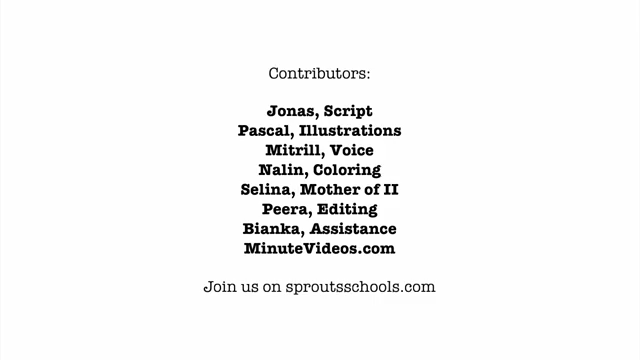 Contributors:
Jonas, Script
Pascal, Illustrations
Mitrill, Voice
Nalin, Coloring
Selina, Mother of II
Peera, Editing
Bianka, Assistance
MinuteVideos.com
Join us on sproutsschools.com